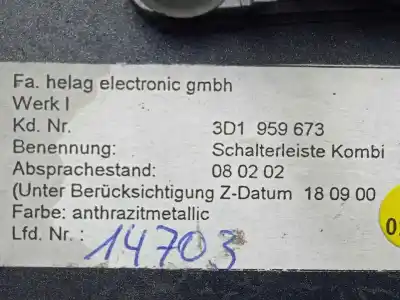 Fa. helag electronic gmbh
Werk I
Kd. Nr. 3D1 959 673
Benennung: Schalterleiste Kombi
Absprachestand: 08 02 02
(Unter Berücksichtigung Z-Datum 18 09 00
Farbe: anthrazitmetallic
Lfd. Nr. : 14703